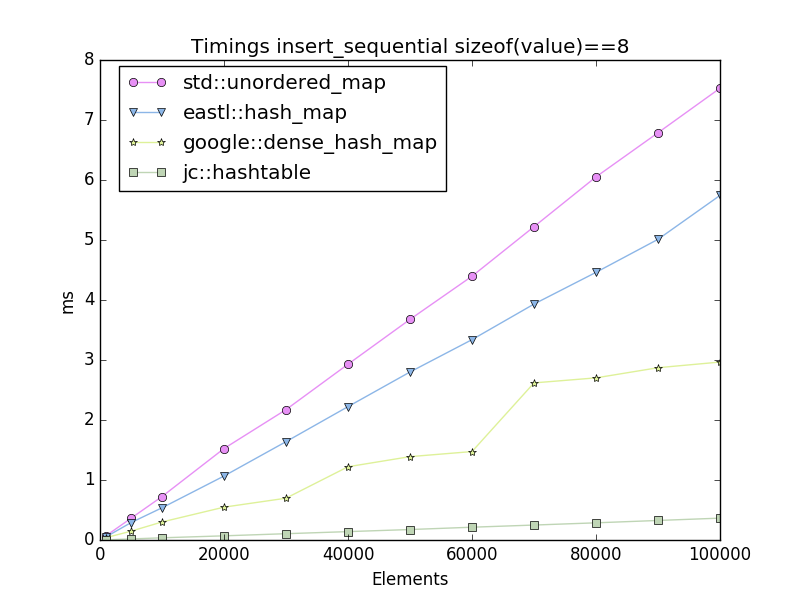 Timings insert_sequential sizeof(value)==8
8
7
6
5
4
3
2
1
0
ms
std::unordered_map
eastl::hash_map
google::dense_hash_map
jc::hashtable
0 20000 40000 60000 80000 100000
Elements